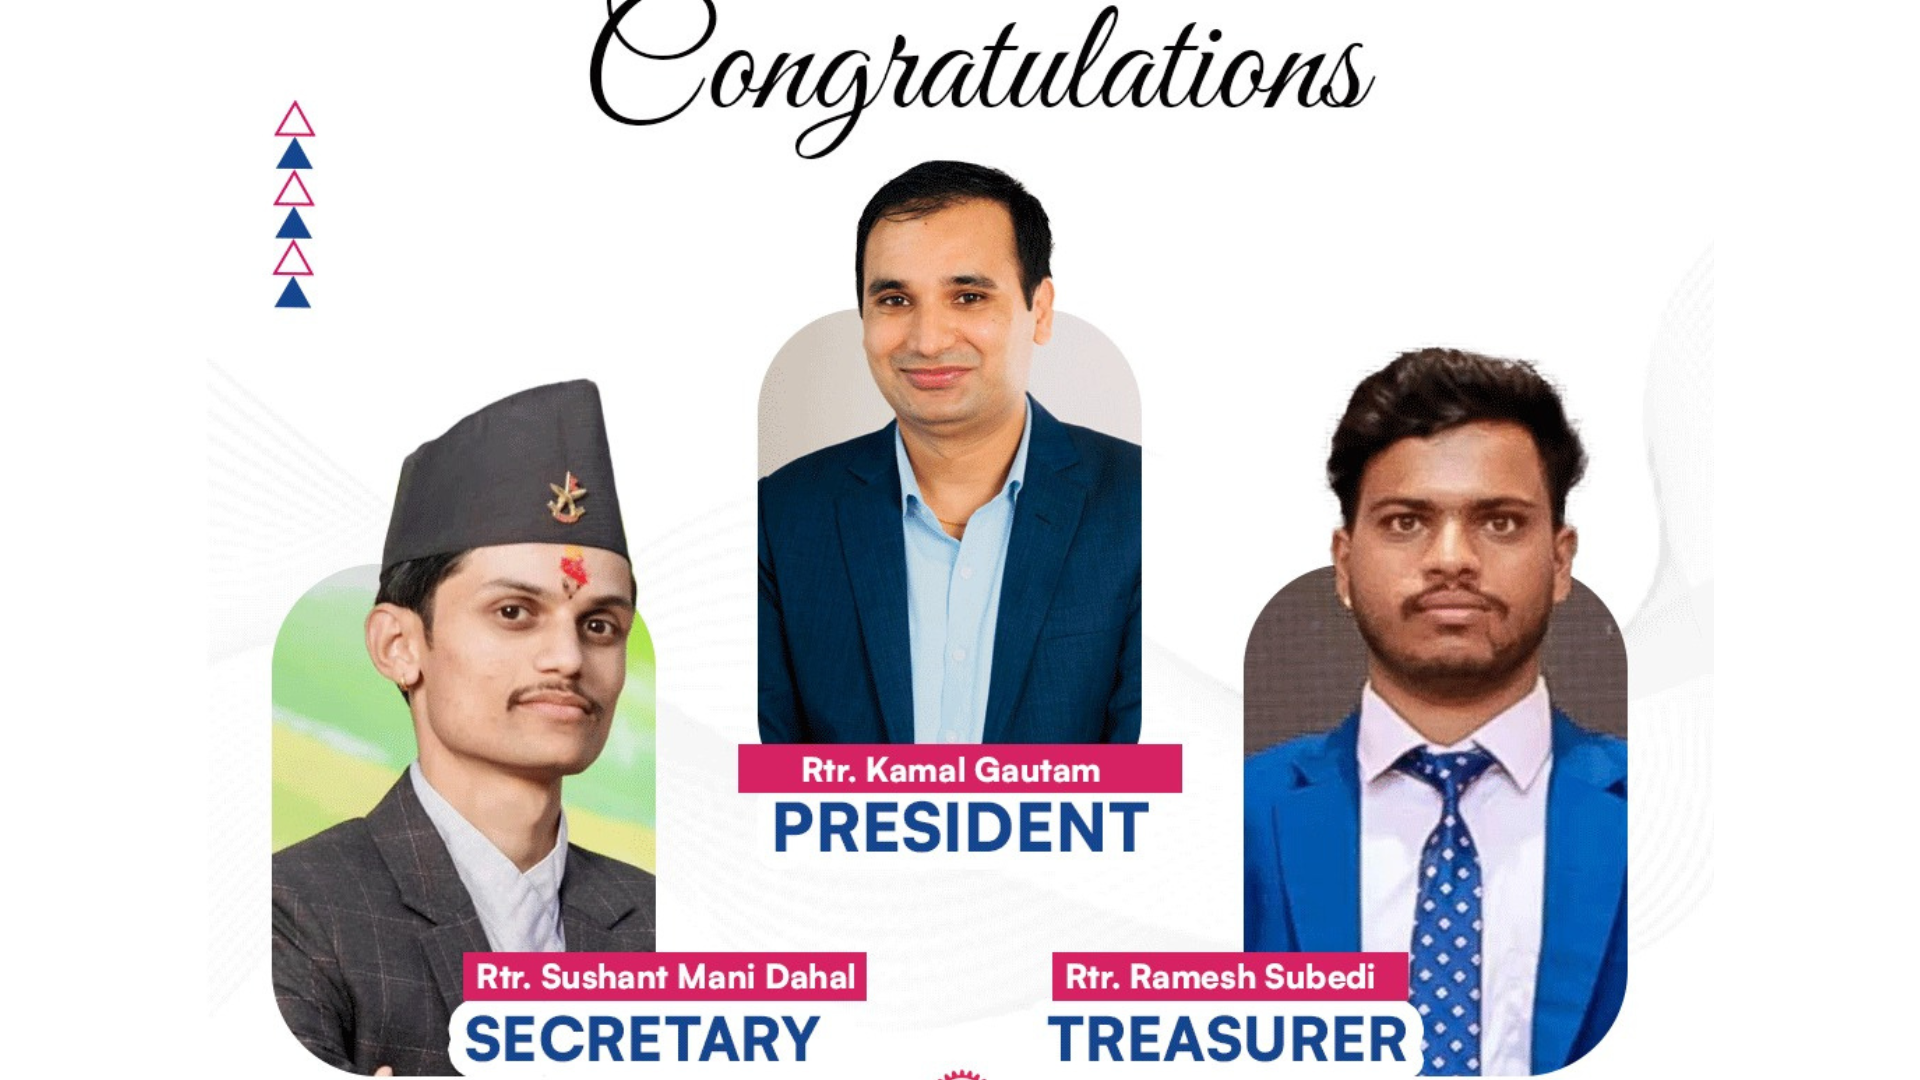 Congratulations
Rtr. Kamal Gautam
PRESIDENT
Rtr. Sushant Mani Dahal
SECRETARY
Rtr. Ramesh Subedi
TREASURER